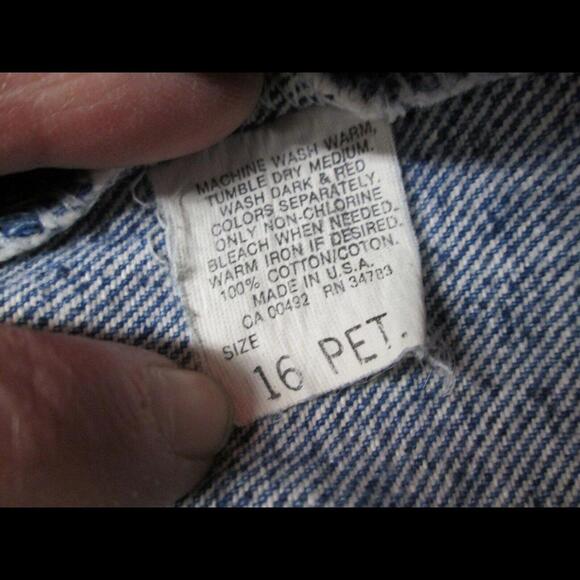 MACHINE WASH WARM,
TUMBLE DRY MEDIUM.
WASH DARK & RED
COLORS SEPARATELY.
ONLY NON-CHLORINE
BLEACH WHEN NEEDED.
WARM IRON IF DESIRED.
100% COTTON/COTON.
MADE IN U.S.A.
CA 00492 RN 34783
SIZE
16 PET.